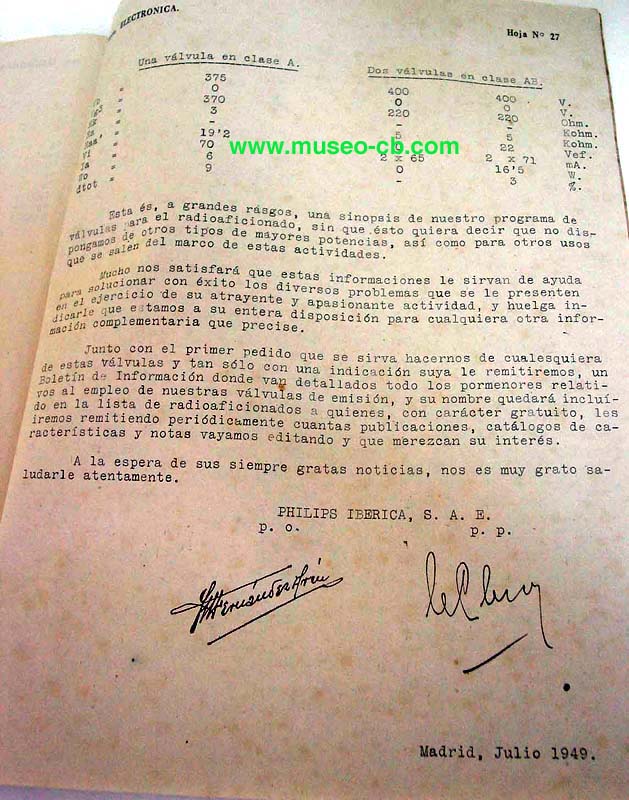 ELECTRONICA.
Hoja Nº 27
Una válvula en clase A.
Dos válvulas en clase AB.
" 375 400 400 V.
" 0 0 0 V.
" 370 220 220 Ohm.
" 3 - - Kohm.
" - 5 5 Kohm.
" 19'2 0 22 Vef.
" 70 2 x 65 2 x 71 mA.
Wo " 6 0 16'5 W.
dtot " 9 - 3 %.
www.museo-cb.com
Esta és, a grandes rasgos, una sinopsis de nuestro programa de
válvulas para el radioaficionado, sin que ésto quiera decir que no dis-
pongamos de otros tipos de mayores potencias, así como para otros usos
que se salen del marco de estas actividades.
Mucho nos satisfará que estas informaciones le sirvan de ayuda
para solucionar con éxito los diversos problemas que se le presenten
en el ejercicio de su atrayente y apasionante actividad, y huelga in-
dicarle que estamos a su entera disposición para cualquiera otra infor-
mación complementaria que precise.
Junto con el primer pedido que se sirva hacernos de cualesquiera
de estas válvulas y tan sólo con una indicación suya le remitiremos, un
Boletín de Información donde van detallados todo los pormenores relati-
vos al empleo de nuestras válvulas de emisión, y su nombre quedará incluí-
do en la lista de radioaficionados a quienes, con carácter gratuito, les
iremos remitiendo periódicamente cuantas publicaciones, catálogos de ca-
racterísticas y notas vayamos editando y que merezcan su interés.
A la espera de sus siempre gratas noticias, nos es muy grato sa-
ludarle atentamente.
PHILIPS IBERICA, S. A. E.
p. o. p. p.
Madrid, Julio 1949.